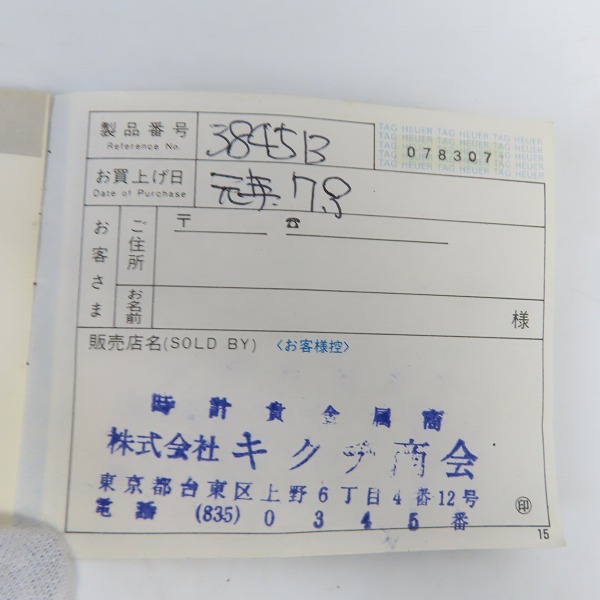 製品番号 384513
Reference No.
TAG HEUER TAG HEUER TAG HEUER
078307
お買上げ日 元年. 7.9
Date of Purchase
お客さま
ご住所 〒 ☎
お名前 様
販売店名(SOLD BY) 〈お客様控〉
時計貴金属商
株式会社キクチ商会
東京都台東区上野6丁目4番12号
電話 (835) 0345番
印
15